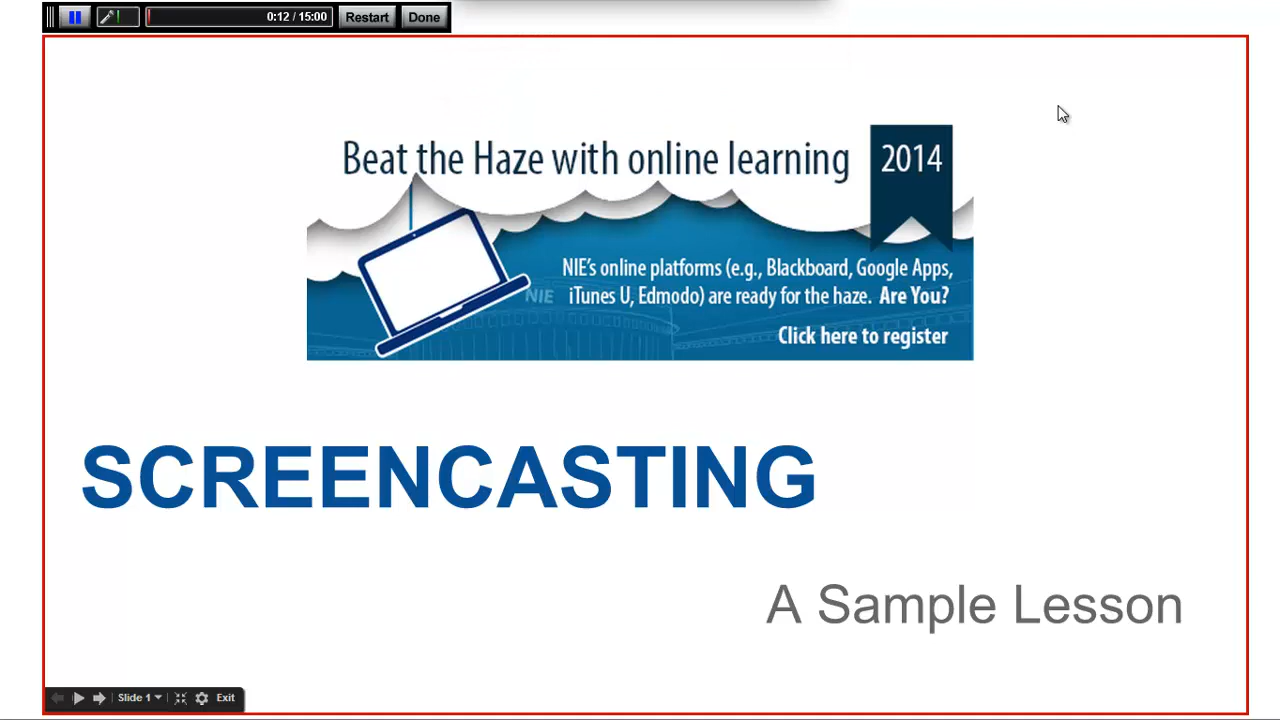 0:12 / 15:00 Restart Done
Beat the Haze with online learning
2014
NIE's online platforms (e.g., Blackboard, Google Apps,
iTunes U, Edmodo) are ready for the haze. Are You?
NIE
Click here to register
SCREENCASTING
A Sample Lesson
Slide 1 Exit